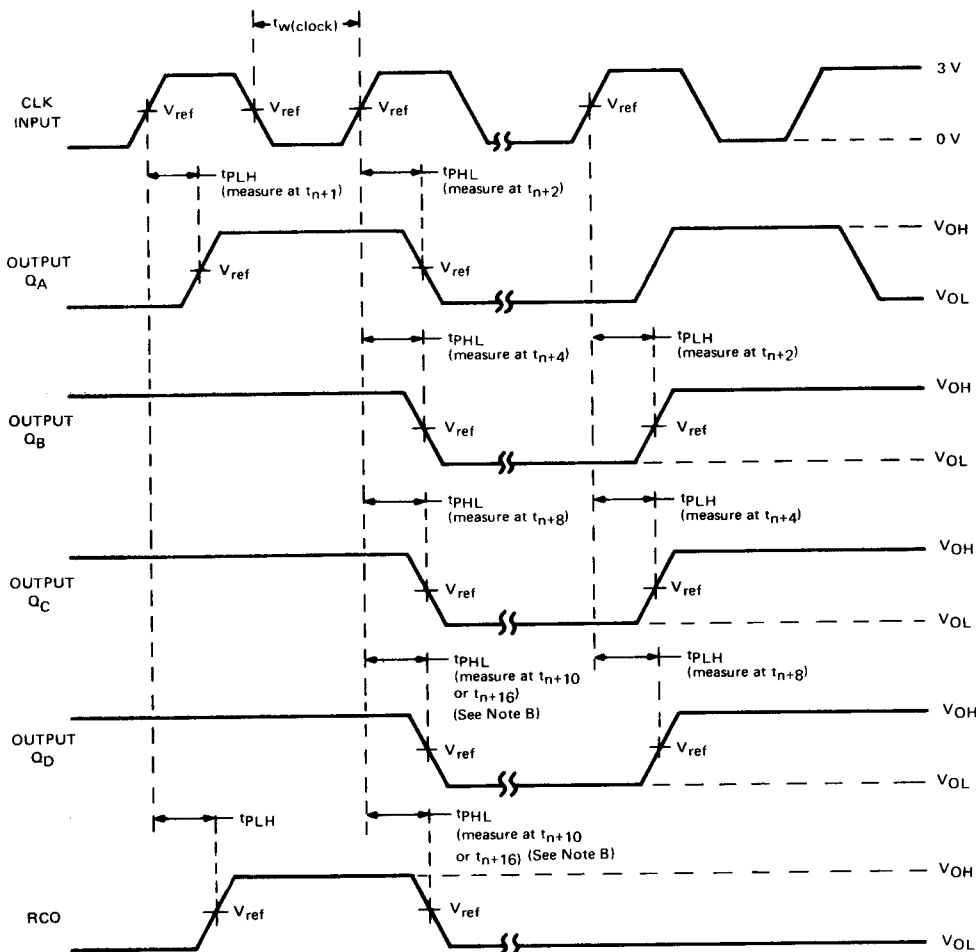 tw(clock)
3 V
CLK
INPUT
Vref
Vref
Vref
Vref
0 V
tPLH
(measure at tn+1)
tPHL
(measure at tn+2)
OUTPUT
QA
Vref
Vref
VOH
VOL
tPHL
(measure at tn+4)
tPLH
(measure at tn+2)
OUTPUT
QB
Vref
Vref
VOH
VOL
tPHL
(measure at tn+8)
tPLH
(measure at tn+4)
OUTPUT
QC
Vref
Vref
VOH
VOL
tPHL
(measure at tn+10
or tn+16)
(See Note B)
tPLH
(measure at tn+8)
OUTPUT
QD
Vref
Vref
VOH
VOL
tPLH
tPHL
(measure at tn+10
or tn+16) (See Note B)
RCO
Vref
Vref
VOH
VOL